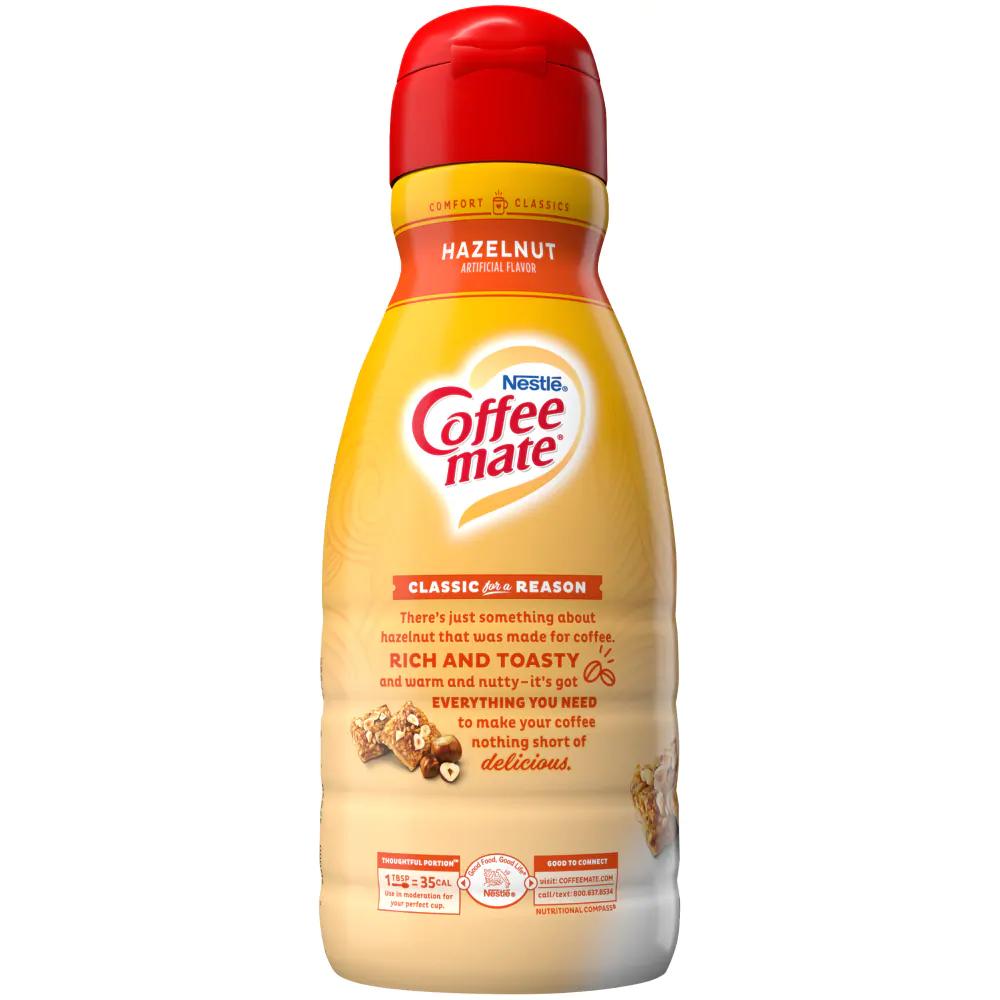 COMFORT CLASSICS
HAZELNUT
ARTIFICIAL FLAVOR
Nestlé®
Coffee
mate®
CLASSIC for a REASON
There's just something about
hazelnut that was made for coffee.
RICH AND TOASTY
and warm and nutty–it's got
EVERYTHING YOU NEED
to make your coffee
nothing short of
delicious.
THOUGHTFUL PORTION™
1 TBSP = 35CAL
Use in moderation for
your perfect cup.
Good Food, Good Life®
Nestlé®
GOOD TO CONNECT
visit: COFFEEMATE.COM
call/text: 800.637.8534
NUTRITIONAL COMPASS®